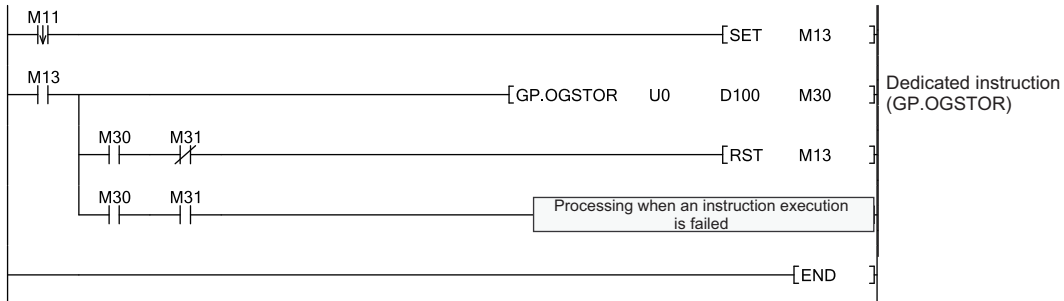 M11
[SET M13 ]
M13
[GP.OGSTOR U0 D100 M30 ]
Dedicated instruction
(GP.OGSTOR)
M30 M31
[RST M13 ]
M30 M31
Processing when an instruction execution
is failed
[END ]